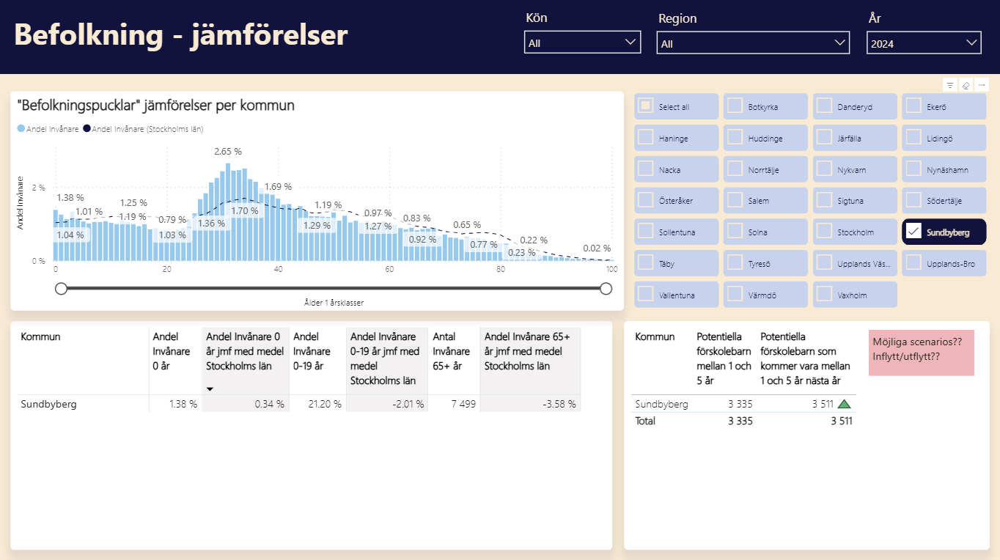 Befolkning - jämförelser
Kön
All
Region
All
År
2024
"Befolkningspucklar" jämförelser per kommun
Andel Invånare
Andel Invånare (Stockholms län)
Andel Invånare
2 %
0 %
1.38 %
1.04 %
1.01 %
1.25 %
1.19 %
0.79 %
1.03 %
1.36 %
2.65 %
1.70 %
1.69 %
1.29 %
1.19 %
0.97 %
1.27 %
0.83 %
0.92 %
0.65 %
0.77 %
0.22 %
0.23 %
0.02 %
0
20
40
60
80
100
Ålder 1 årsklasser
Select all
Botkyrka
Danderyd
Ekerö
Haninge
Huddinge
Järfälla
Lidingö
Nacka
Norrtälje
Nykvarn
Nynäshamn
Österåker
Salem
Sigtuna
Södertälje
Sollentuna
Solna
Stockholm
Sundbyberg
Täby
Tyresö
Upplands Väs...
Upplands-Bro
Vallentuna
Värmdö
Vaxholm
Kommun
Andel
Invånare
0 år
Andel Invånare 0
år jmf med medel
Stockholms län
Andel
Invånare
0-19 år
Andel Invånare
0-19 år jmf med
medel
Stockholms län
Antal
Invånare
65+ år
Andel Invånare 65+
år jmf med medel
Stockholms län
Sundbyberg
1.38 %
0.34 %
21.20 %
-2.01 %
7 499
-3.58 %
Kommun
Potentiella
förskolebarn
mellan 1 och
5 år
Potentiella
förskolebarn som
kommer vara mellan
1 och 5 år nästa år
Sundbyberg
3 335
3 511
Total
3 335
3 511
Möjliga scenarios??
Inflytt/utflytt??